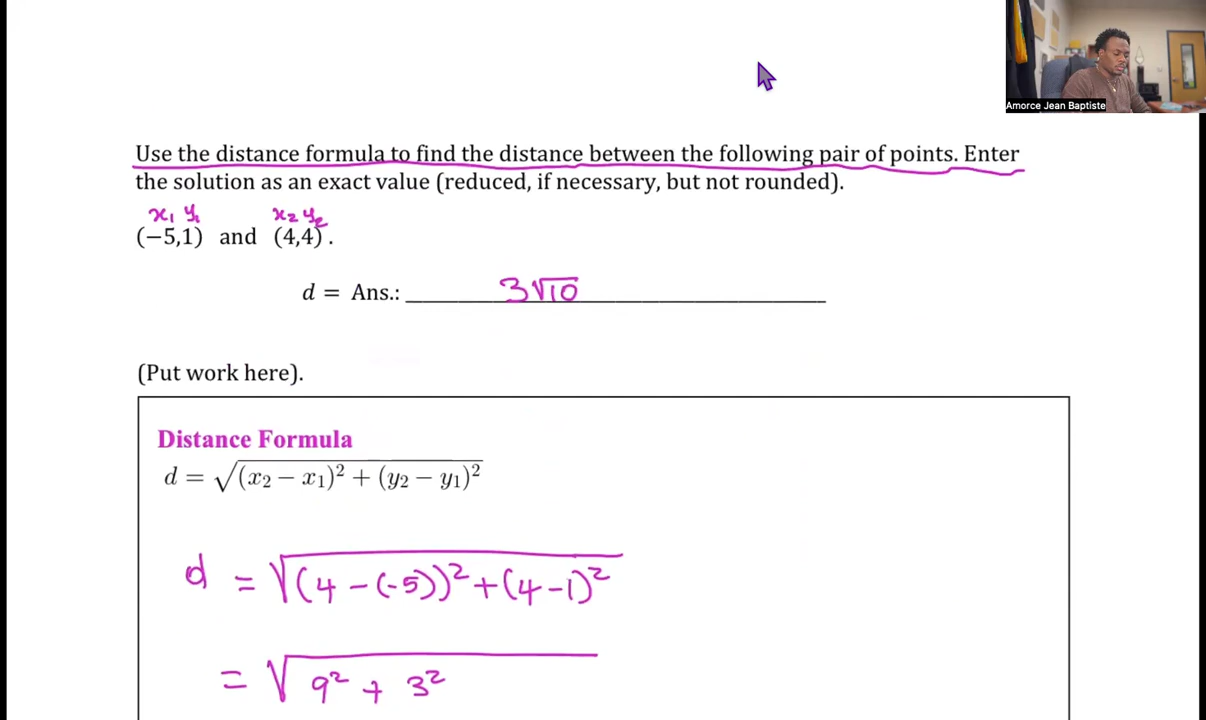 Amorce Jean Baptiste
Use the distance formula to find the distance between the following pair of points. Enter
the solution as an exact value (reduced, if necessary, but not rounded).
x₁ y₁ x₂ y₂
(−5,1) and (4,4) .
d = Ans.: 3√10
(Put work here).
Distance Formula
d = √(x₂ − x₁)² + (y₂ − y₁)²
d = √(4 − (-5))² + (4 − 1)²
= √9² + 3²